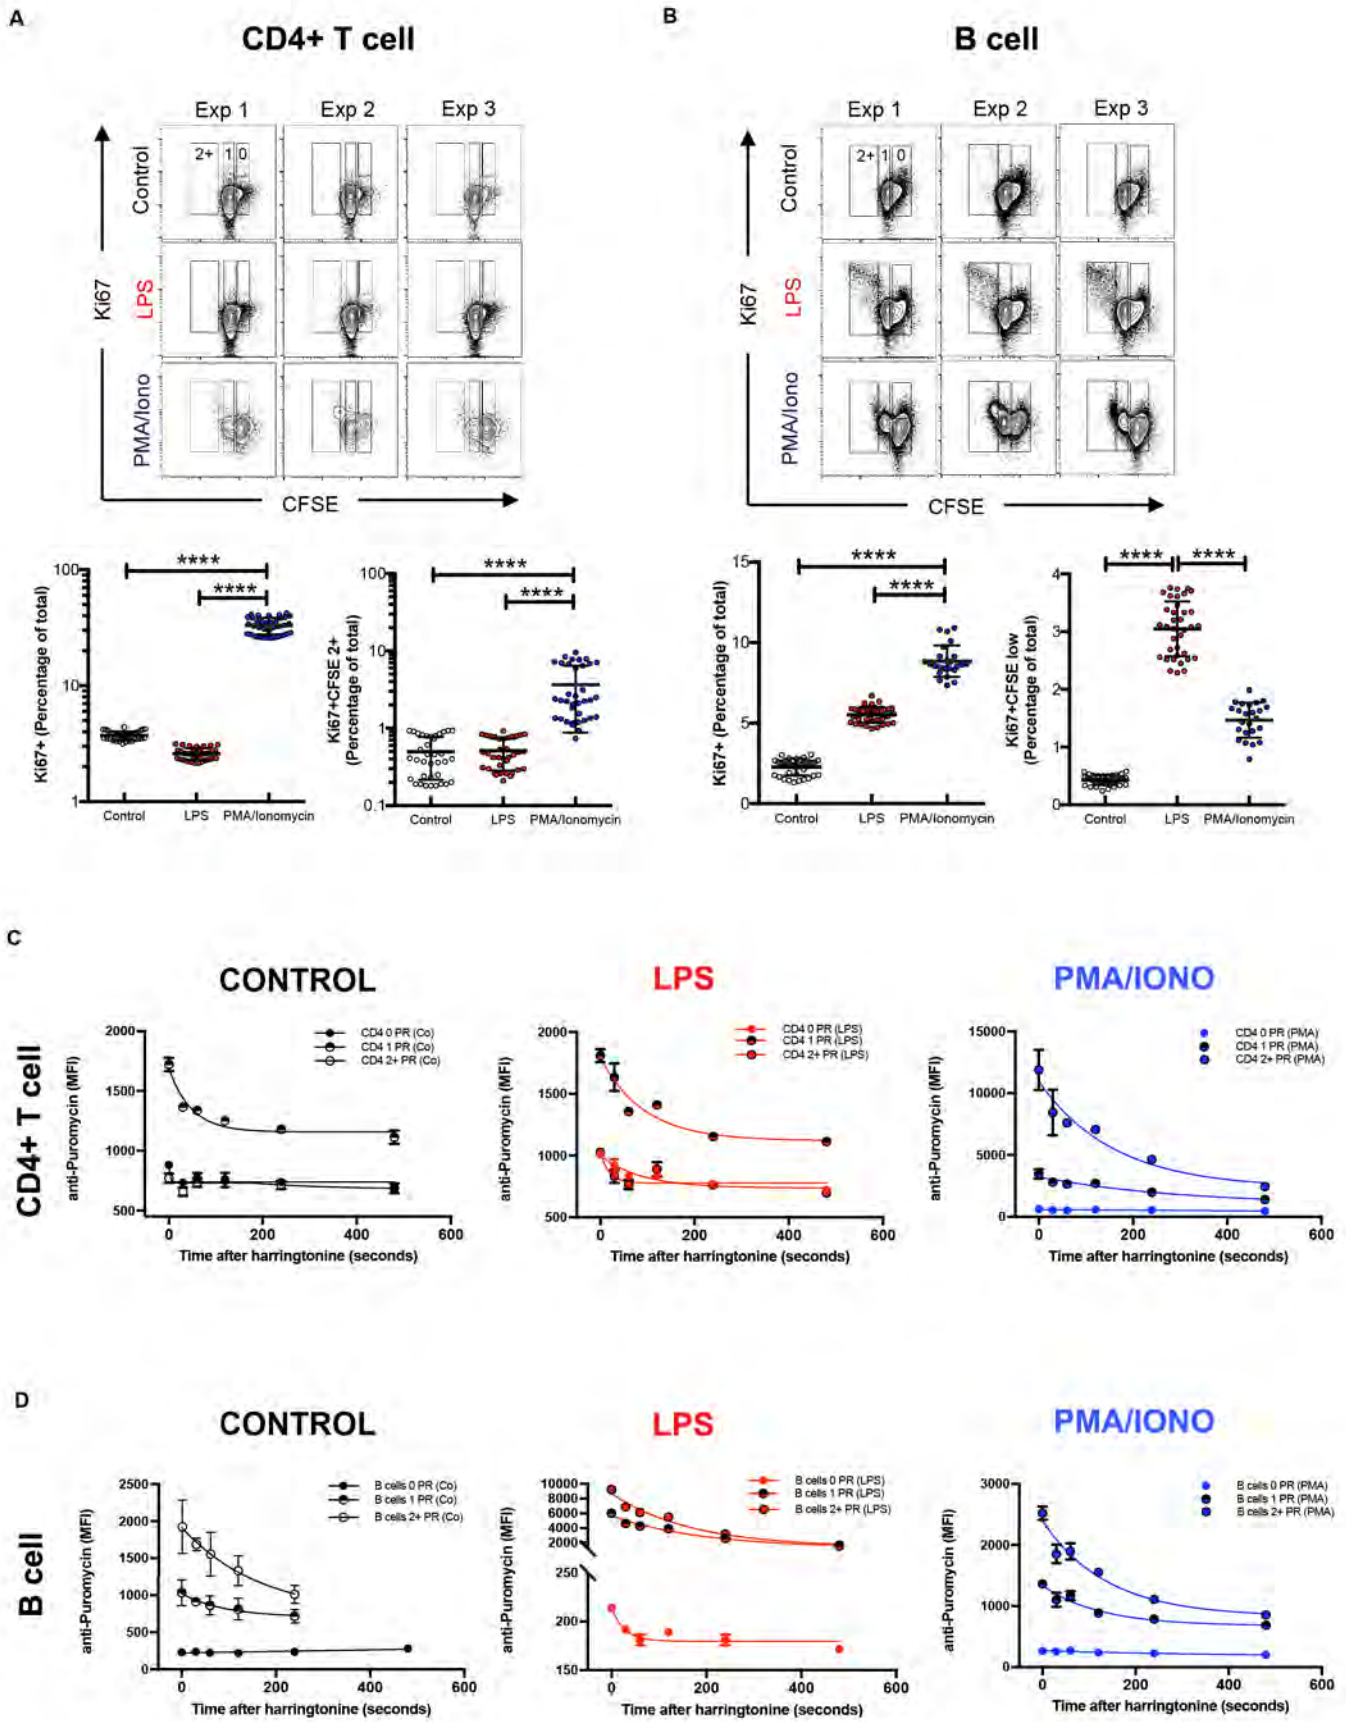 A
CD4+ T cell
Exp 1
Exp 2
Exp 3
Ki67
Control
2+ 1 0
LPS
PMA/Iono
CFSE
Ki67+ (Percentage of total)
100
10
1
****
****
Control
LPS
PMA/Ionomycin
Ki67+CFSE 2+
(Percentage of total)
100
10
1
0.1
****
****
Control
LPS
PMA/Ionomycin
B
B cell
Exp 1
Exp 2
Exp 3
Ki67
Control
2+ 1 0
LPS
PMA/Iono
CFSE
Ki67+ (Percentage of total)
15
10
5
0
****
****
Control
LPS
PMA/Ionomycin
Ki67+CFSE low
(Percentage of total)
4
3
2
1
0
****
****
Control
LPS
PMA/Ionomycin
C
CD4+ T cell
CONTROL
anti-Puromycin (MFI)
2000
1500
1000
500
CD4 0 PR (Co)
CD4 1 PR (Co)
CD4 2+ PR (Co)
0
200
400
600
Time after harringtonine (seconds)
LPS
anti-Puromycin (MFI)
2000
1500
1000
500
CD4 0 PR (LPS)
CD4 1 PR (LPS)
CD4 2+ PR (LPS)
0
200
400
600
Time after harringtonine (seconds)
PMA/IONO
anti-Puromycin (MFI)
15000
10000
5000
0
CD4 0 PR (PMA)
CD4 1 PR (PMA)
CD4 2+ PR (PMA)
0
200
400
600
Time after harringtonine (seconds)
D
B cell
CONTROL
anti-Puromycin (MFI)
2500
2000
1500
1000
500
0
B cells 0 PR (Co)
B cells 1 PR (Co)
B cells 2+ PR (Co)
0
200
400
600
Time after harringtonine (seconds)
LPS
anti-Puromycin (MFI)
10000
8000
6000
4000
2000
250
200
150
B cells 0 PR (LPS)
B cells 1 PR (LPS)
B cells 2+ PR (LPS)
0
200
400
600
Time after harringtonine (seconds)
PMA/IONO
anti-Puromycin (MFI)
3000
2000
1000
0
B cells 0 PR (PMA)
B cells 1 PR (PMA)
B cells 2+ PR (PMA)
0
200
400
600
Time after harringtonine (seconds)